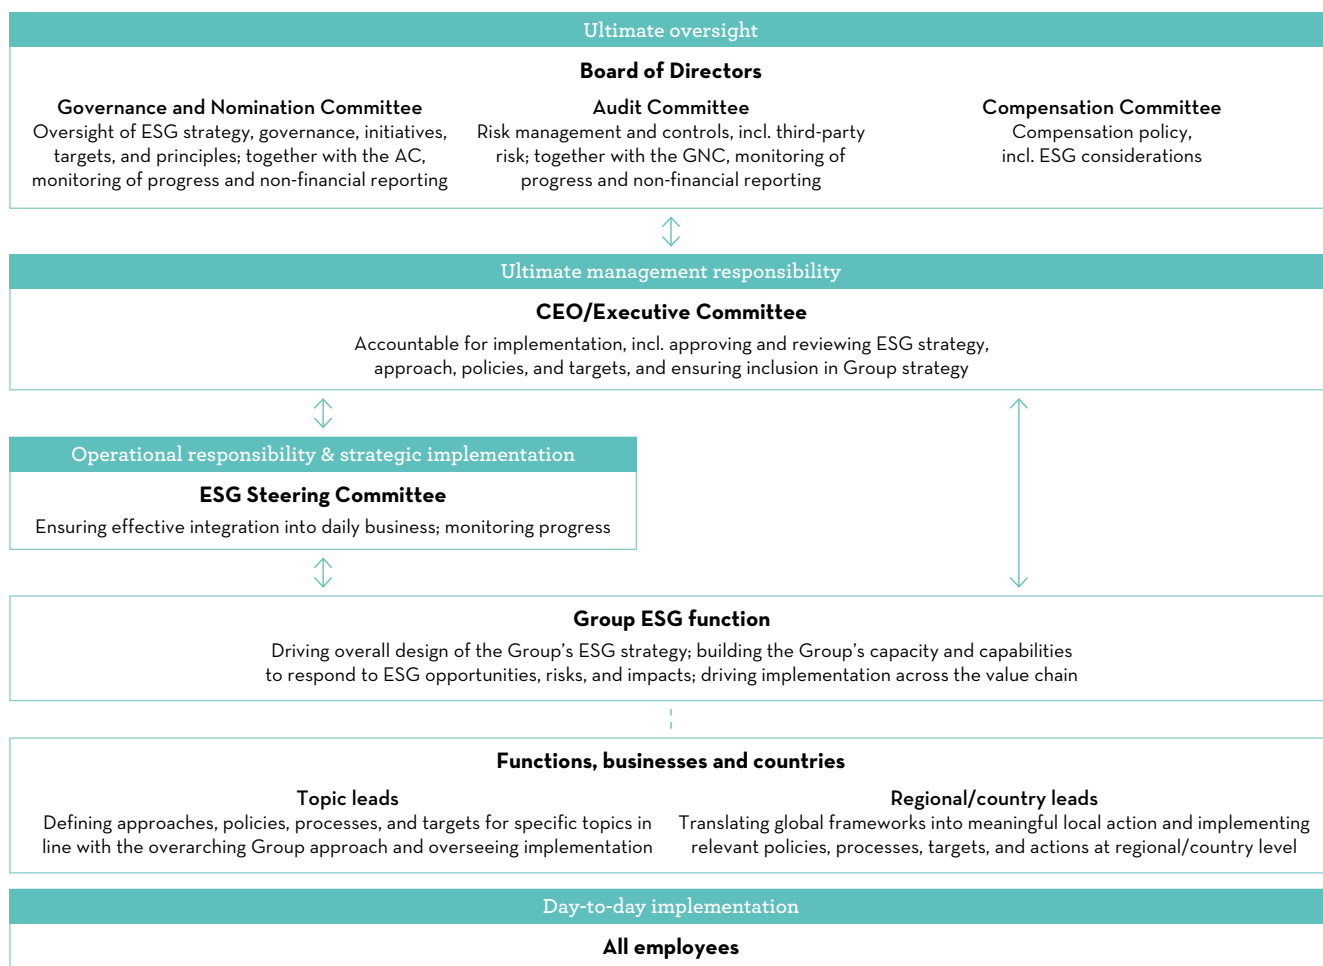 Ultimate oversight
Board of Directors
Governance and Nomination Committee
Oversight of ESG strategy, governance, initiatives,
targets, and principles; together with the AC,
monitoring of progress and non-financial reporting
Audit Committee
Risk management and controls, incl. third-party
risk; together with the GNC, monitoring of
progress and non-financial reporting
Compensation Committee
Compensation policy,
incl. ESG considerations
Ultimate management responsibility
CEO/Executive Committee
Accountable for implementation, incl. approving and reviewing ESG strategy,
approach, policies, and targets, and ensuring inclusion in Group strategy
Operational responsibility & strategic implementation
ESG Steering Committee
Ensuring effective integration into daily business; monitoring progress
Group ESG function
Driving overall design of the Group’s ESG strategy; building the Group’s capacity and capabilities
to respond to ESG opportunities, risks, and impacts; driving implementation across the value chain
Functions, businesses and countries
Topic leads
Defining approaches, policies, processes, and targets for specific topics in
line with the overarching Group approach and overseeing implementation
Regional/country leads
Translating global frameworks into meaningful local action and implementing
relevant policies, processes, targets, and actions at regional/country level
Day-to-day implementation
All employees